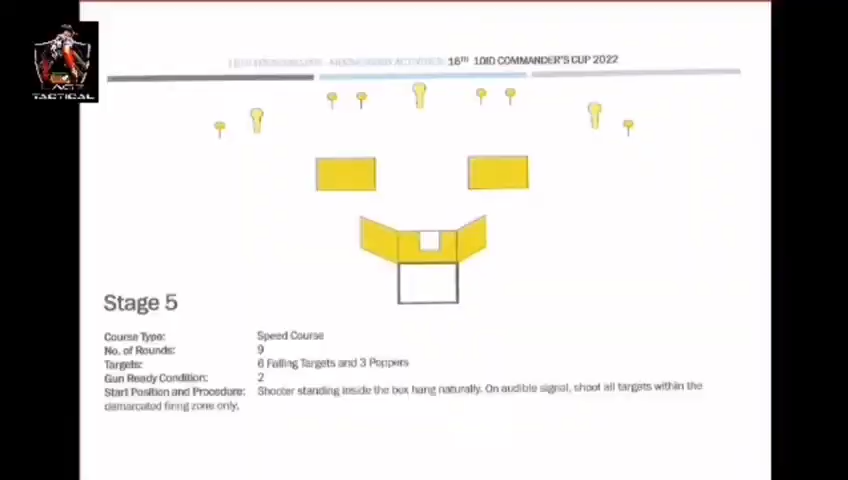 16TH 10ID COMMANDER'S CUP 2022
ACT
TACTICAL
Stage 5
Course Type: Speed Course
No. of Rounds: 9
Targets: 6 Falling Targets and 3 Poppers
Gun Ready Condition: 2
Start Position and Procedure: Shooter standing inside the box hang naturally. On audible signal, shoot all targets within the
demarcated firing zone only.